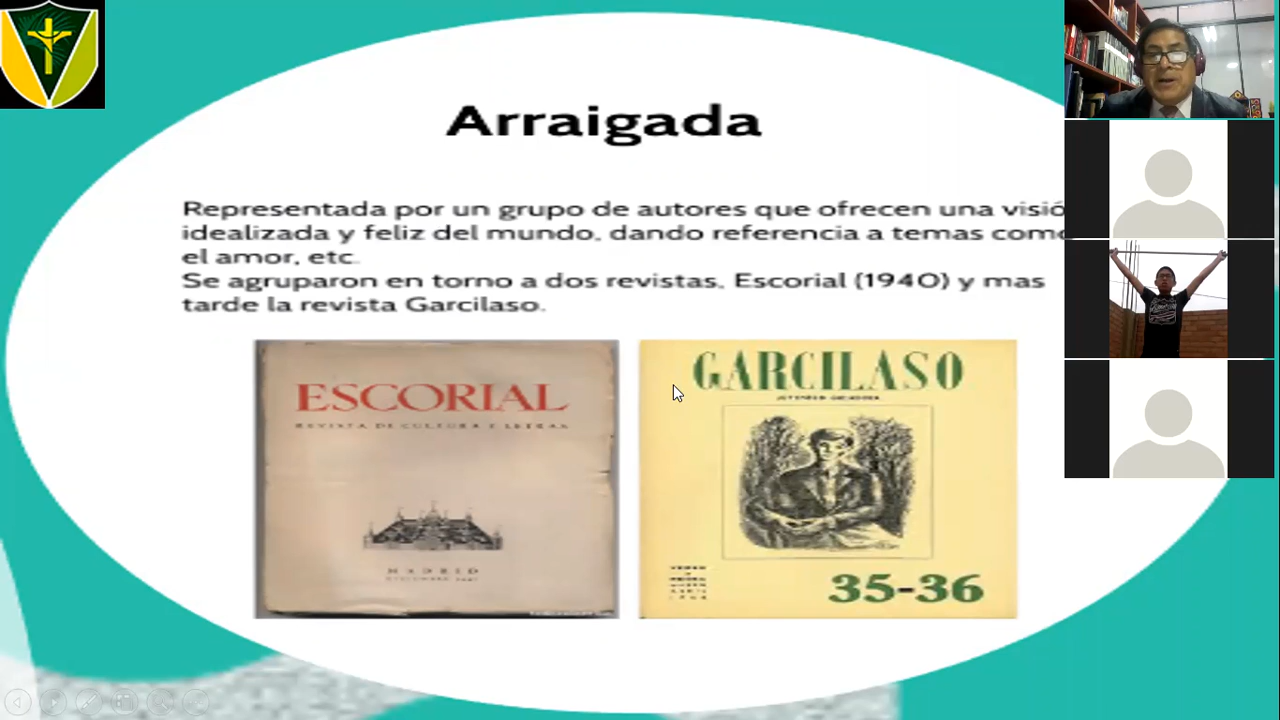 Arraigada
Representada por un grupo de autores que ofrecen una visió
idealizada y feliz del mundo, dando referencia a temas como
el amor, etc.
Se agruparon en torno a dos revistas, Escorial (1940) y mas
tarde la revista Garcilaso.
ESCORIAL
REVISTA DE CULTURA Y LETRAS
MADRID
GARCILASO
JUVENTUD CREADORA
35-36